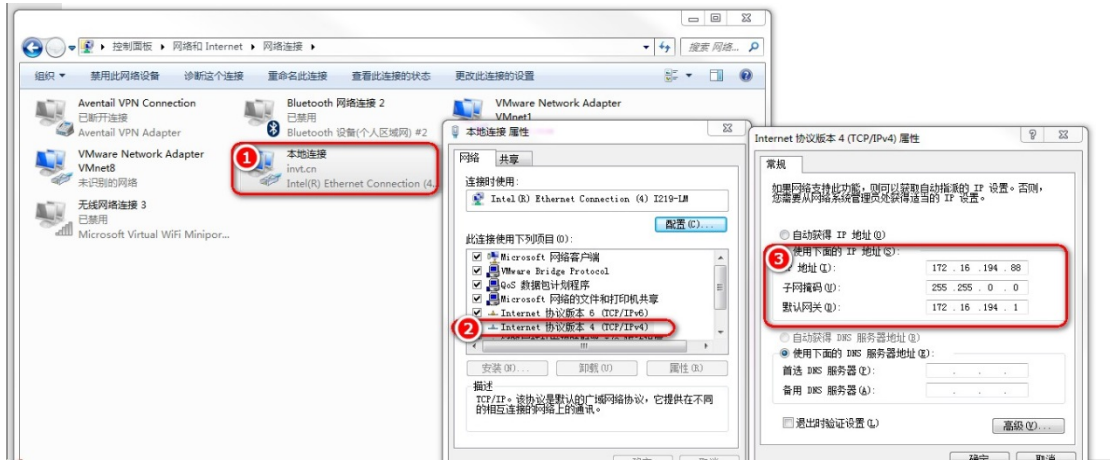 控制面板 ▸ 网络和 Internet ▸ 网络连接 ▸
搜索 网络...
组织 ▼ 禁用此网络设备 诊断这个连接 重命名此连接 查看此连接的状态 更改此连接的设置
Aventail VPN Connection
已断开连接
Aventail VPN Adapter
Bluetooth 网络连接 2
已禁用
Bluetooth 设备(个人区域网) #2
VMware Network Adapter
VMnet1
VMware Network Adapter
VMnet8
未识别的网络
1
本地连接
invt.cn
Intel(R) Ethernet Connection (4...
无线网络连接 3
已禁用
Microsoft Virtual WiFi Minipor...
本地连接 属性
网络 共享
连接时使用:
Intel(R) Ethernet Connection (4) I219-LM
配置(C)...
此连接使用下列项目(O):
Microsoft 网络客户端
VMware Bridge Protocol
QoS 数据包计划程序
Microsoft 网络的文件和打印机共享
Internet 协议版本 6 (TCP/IPv6)
2
Internet 协议版本 4 (TCP/IPv4)
安装(N)... 卸载(U) 属性(R)
描述
TCP/IP。该协议是默认的广域网络协议，它提供在不同
的相互连接的网络上的通讯。
Internet 协议版本 4 (TCP/IPv4) 属性
常规
如果网络支持此功能，则可以获取自动指派的 IP 设置。否则，
您需要从网络系统管理员处获得适当的 IP 设置。
自动获得 IP 地址(O)
使用下面的 IP 地址(S):
3
地址(I): 172 . 16 .194 . 88
子网掩码(U): 255 .255 . 0 . 0
默认网关(D): 172 . 16 .194 . 1
自动获得 DNS 服务器地址(B)
使用下面的 DNS 服务器地址(E):
首选 DNS 服务器(P):
备用 DNS 服务器(A):
退出时验证设置(L)
高级(V)...
确定 取消